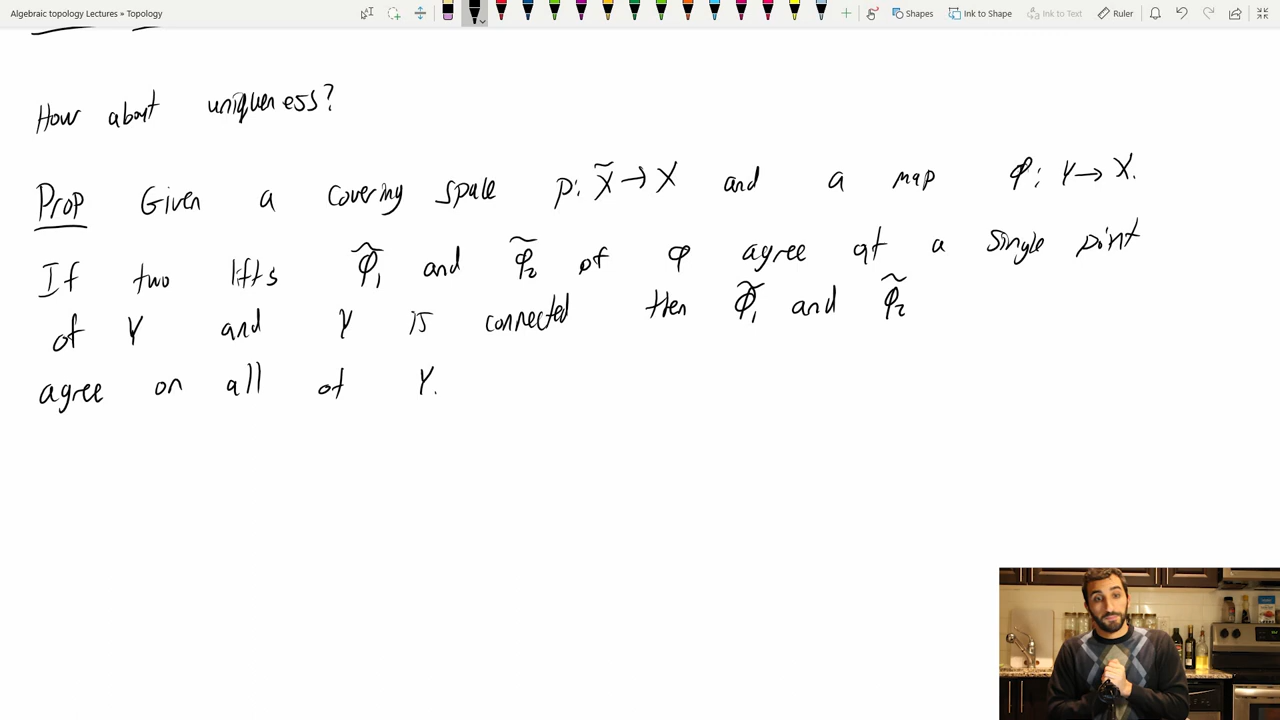 Algebraic topology Lectures » Topology
Shapes
Ink to Shape
Ink to Text
Ruler
How about uniqueness?
Prop Given a covering space p: X̃ → X and a map φ: Y → X.
If two lifts φ̃₁ and φ̃₂ of φ agree at a single point
of Y and Y is connected then φ̃₁ and φ̃₂
agree on all of Y.